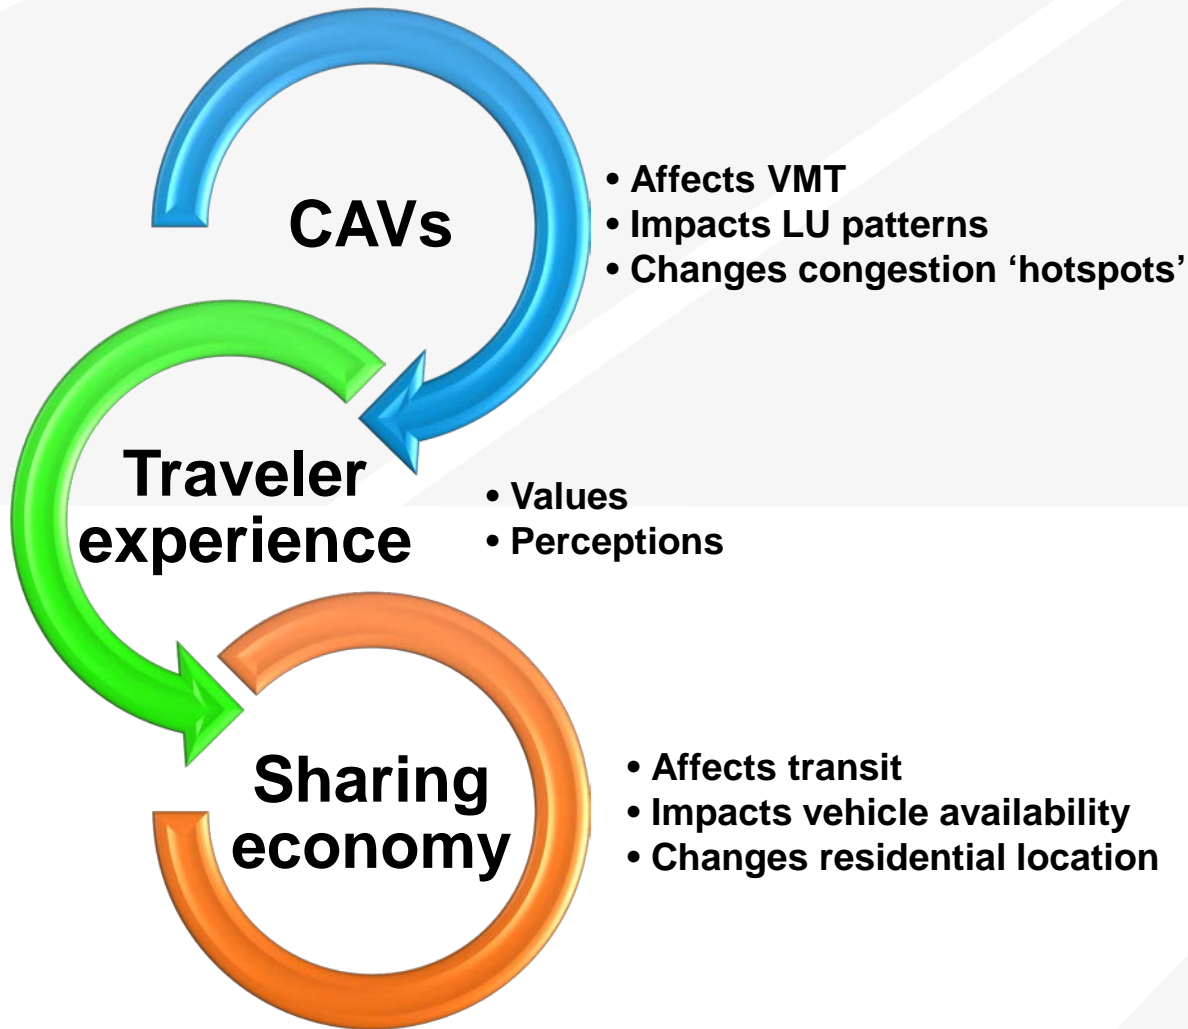 CAVs
• Affects VMT
• Impacts LU patterns
• Changes congestion ‘hotspots’
Traveler
experience
• Values
• Perceptions
Sharing
economy
• Affects transit
• Impacts vehicle availability
• Changes residential location